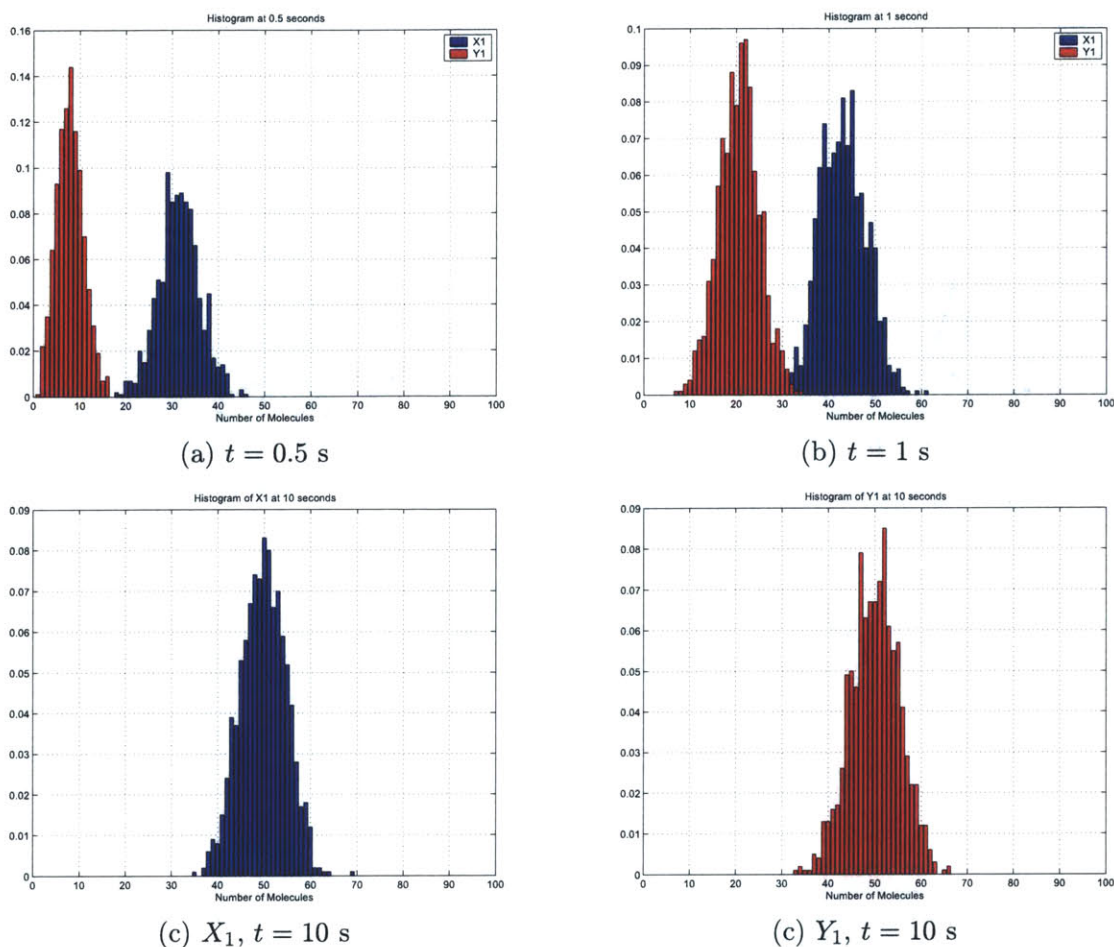 Histogram at 0.5 seconds
0.16
0.14
0.12
0.1
0.08
0.06
0.04
0.02
0
X1
Y1
0 10 20 30 40 50 60 70 80 90 100
Number of Molecules
(a) t = 0.5 s
Histogram at 1 second
0.1
0.09
0.08
0.07
0.06
0.05
0.04
0.03
0.02
0.01
0
X1
Y1
0 10 20 30 40 50 60 70 80 90 100
Number of Molecules
(b) t = 1 s
Histogram of X1 at 10 seconds
0.09
0.08
0.07
0.06
0.05
0.04
0.03
0.02
0.01
0
0 10 20 30 40 50 60 70 80 90 100
Number of Molecules
(c) X₁, t = 10 s
Histogram of Y1 at 10 seconds
0.09
0.08
0.07
0.06
0.05
0.04
0.03
0.02
0.01
0
0 10 20 30 40 50 60 70 80 90 100
Number of Molecules
(c) Y₁, t = 10 s